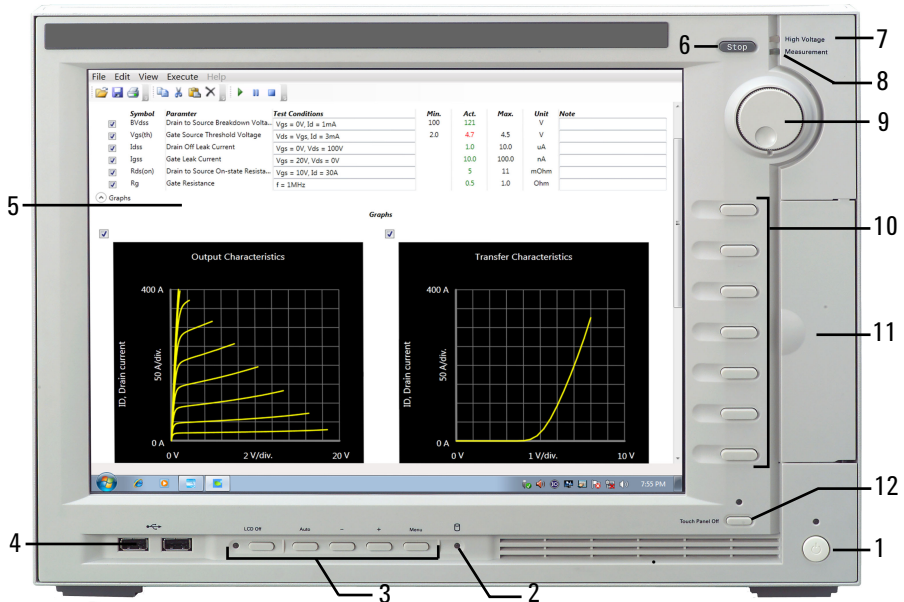 6
Stop
High Voltage
7
Measurement
8
File Edit View Execute Help
Symbol Paramter Test Conditions Min. Act. Max. Unit Note
BVdss Drain to Source Breakdown Volta... Vgs = 0V, Id = 1mA 100 121 V
Vgs(th) Gate Source Threshold Voltage Vds = Vgs, Id = 3mA 2.0 4.7 4.5 V
Idss Drain Off Leak Current Vgs = 0V, Vds = 100V 1.0 10.0 uA
Igss Gate Leak Current Vgs = 20V, Vds = 0V 10.0 100.0 nA
Rds(on) Drain to Source On-state Resista... Vgs = 10V, Id = 30A 5 11 mOhm
Rg Gate Resistance f = 1MHz 0.5 1.0 Ohm
Graphs
9
5
Graphs
10
Output Characteristics
400 A
ID, Drain current
50 A/div.
0 A
0 V 2 V/div. 20 V
Transfer Characteristics
400 A
ID, Drain current
50 A/div.
0 A
0 V 1 V/div. 10 V
11
7:55 PM
12
Touch Panel Off
4
LCD Off Auto - + Menu
3
2
1